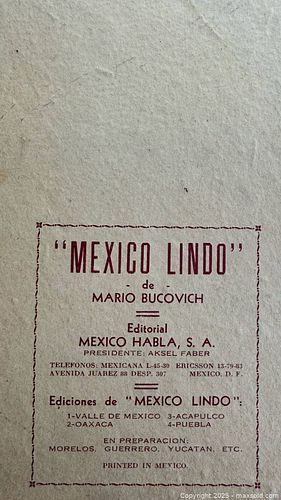 "MEXICO LINDO"
- de -
MARIO BUCOVICH
Editorial
MEXICO HABLA, S. A.
PRESIDENTE: AKSEL FABER
TELEFONOS: MEXICANA L-45-30 ERICSSON 13-79-83
AVENIDA JUAREZ 88 DESP. 307 MEXICO, D. F.
Ediciones de "MEXICO LINDO":
1-VALLE DE MEXICO 3-ACAPULCO
2-OAXACA 4-PUEBLA
EN PREPARACION:
MORELOS, GUERRERO, YUCATAN, ETC.
PRINTED IN MEXICO.
© Copyright 2025 - maxsold.com